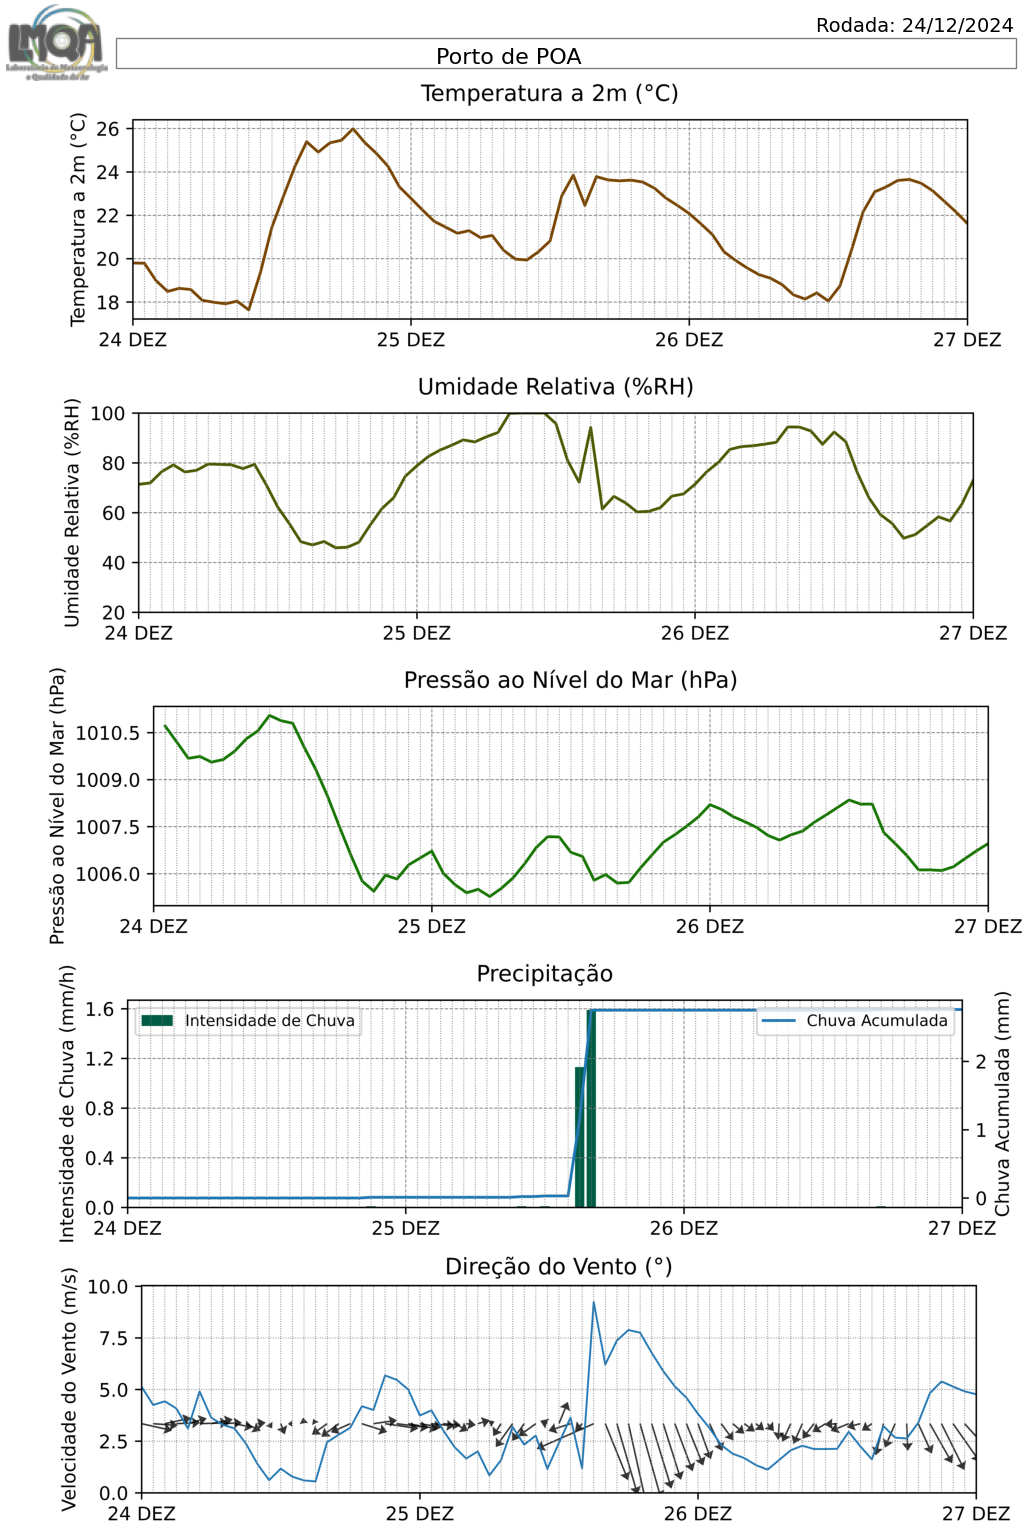 LMQA
Laboratório de Meteorologia
e Qualidade do Ar
Rodada: 24/12/2024
Porto de POA
Temperatura a 2m (°C)
Temperatura a 2m (°C)
26
24
22
20
18
24 DEZ 25 DEZ 26 DEZ 27 DEZ
Umidade Relativa (%RH)
Umidade Relativa (%RH)
100
80
60
40
20
24 DEZ 25 DEZ 26 DEZ 27 DEZ
Pressão ao Nível do Mar (hPa)
Pressão ao Nível do Mar (hPa)
1010.5
1009.0
1007.5
1006.0
24 DEZ 25 DEZ 26 DEZ 27 DEZ
Precipitação
Intensidade de Chuva (mm/h)
1.6
1.2
0.8
0.4
0.0
Intensidade de Chuva
Chuva Acumulada
2
1
0
Chuva Acumulada (mm)
24 DEZ 25 DEZ 26 DEZ 27 DEZ
Direção do Vento (°)
Velocidade do Vento (m/s)
10.0
7.5
5.0
2.5
0.0
24 DEZ 25 DEZ 26 DEZ 27 DEZ